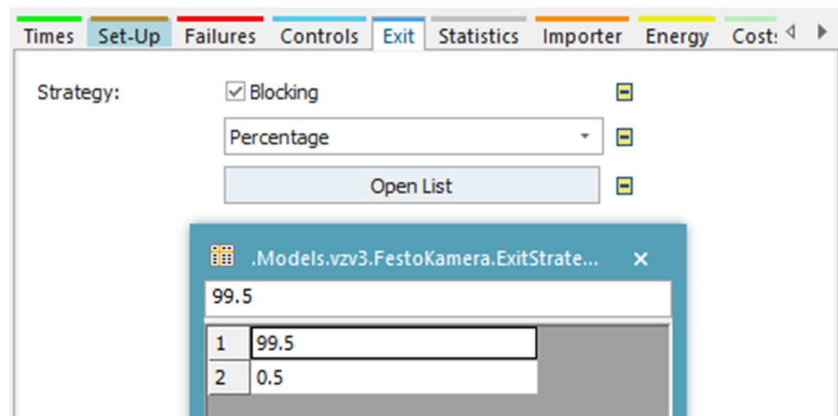 Times Set-Up Failures Controls Exit Statistics Importer Energy Cost:
Strategy: Blocking
Percentage
Open List
.Models.vzv3.FestoKamera.ExitStrate...
99.5
1 99.5
2 0.5